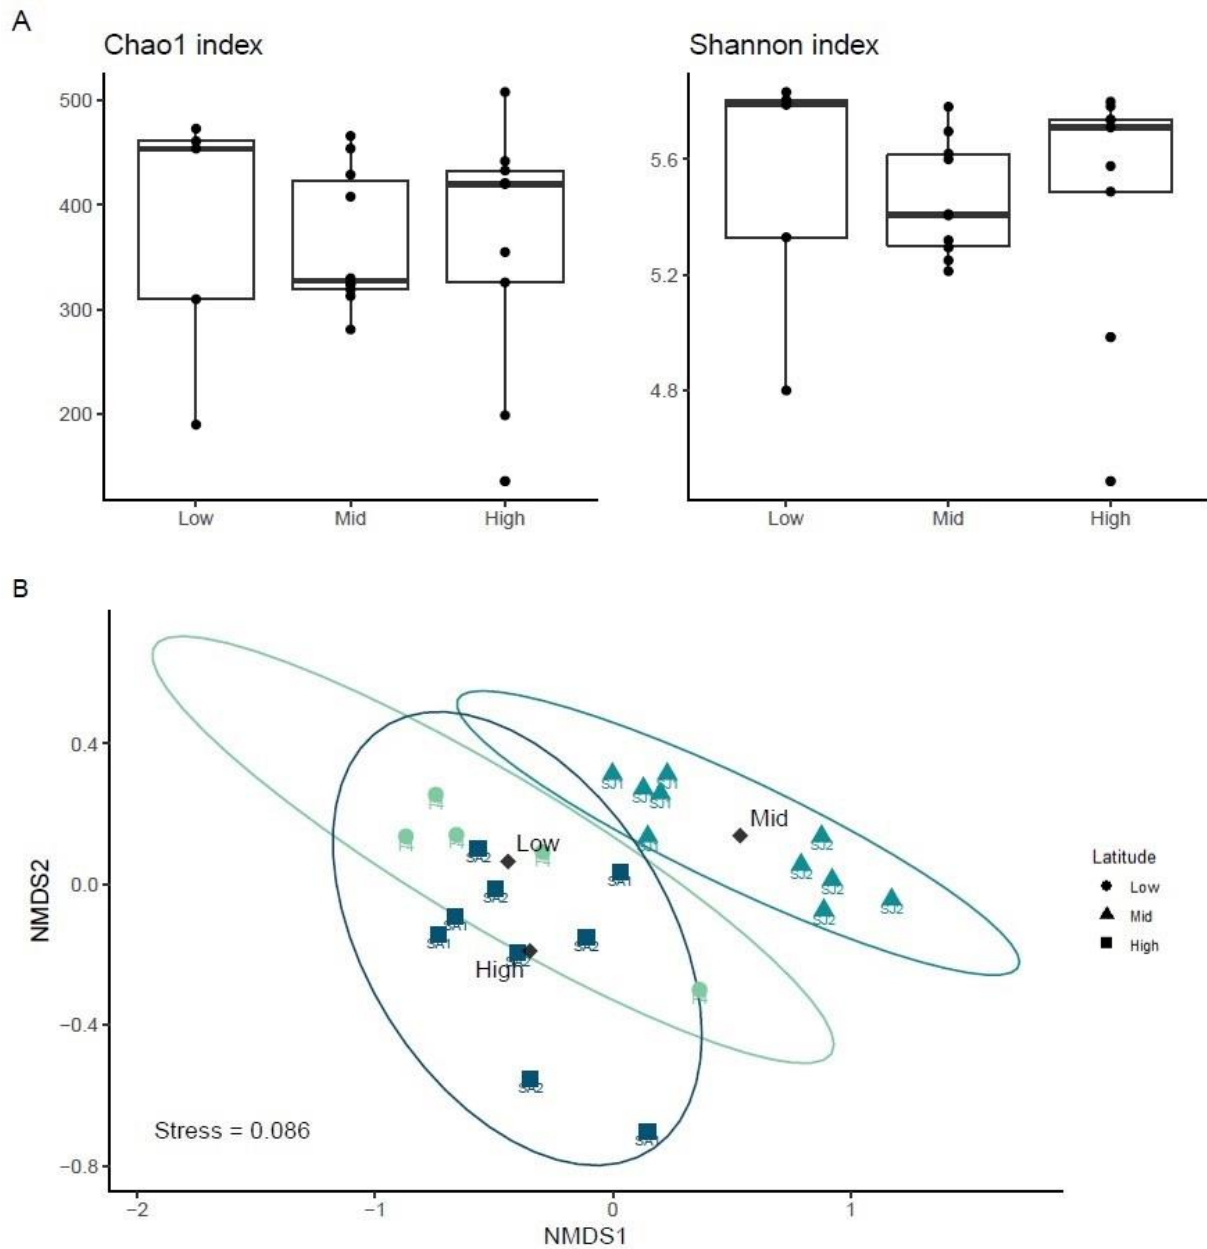 A
Chao1 index
Shannon index
500
400
300
200
Low
Mid
High
5.6
5.2
4.8
Low
Mid
High
B
NMDS2
0.4
0.0
−0.4
−0.8
SJ1
SJ1
SJ1
SJ1
Mid
SJ2
SJ2
SJ2
SJ2
SJ2
Low
SA2
SA1
SA2
SA1
SA1
SA2
High
SA2
SA1
Stress = 0.086
−2
−1
0
1
NMDS1
Latitude
Low
Mid
High